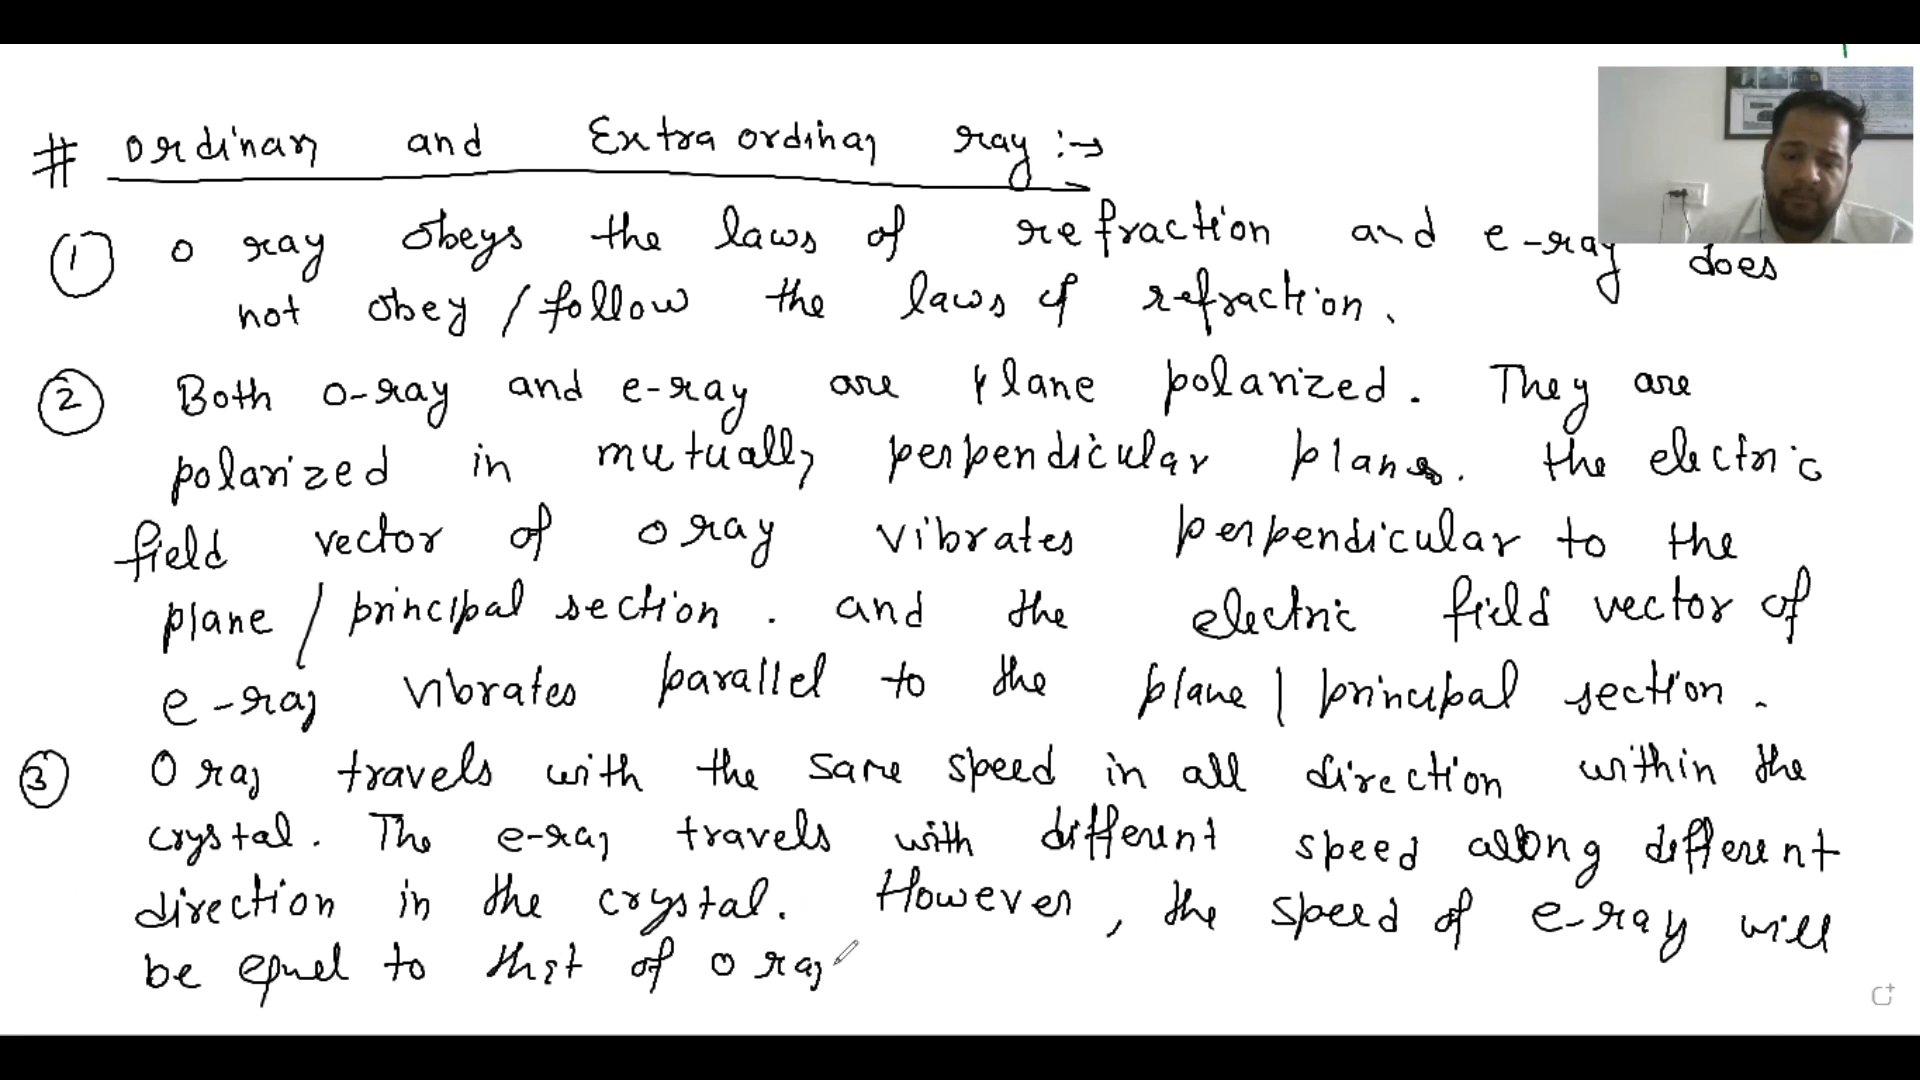 # ordinary and Extra ordinary ray :→
① o ray obeys the laws of refraction and e-ray does
not obey / follow the laws of refraction.
② Both o-ray and e-ray are plane polarized. They are
polarized in mutually perpendicular planes. the electric
field vector of o ray vibrates perpendicular to the
plane / principal section. and the electric field vector of
e-ray vibrates parallel to the plane / principal section.
③ O ray travels with the same speed in all direction within the
crystal. The e-ray travels with different speed along different
direction in the crystal. However, the speed of e-ray will
be equal to that of o ray